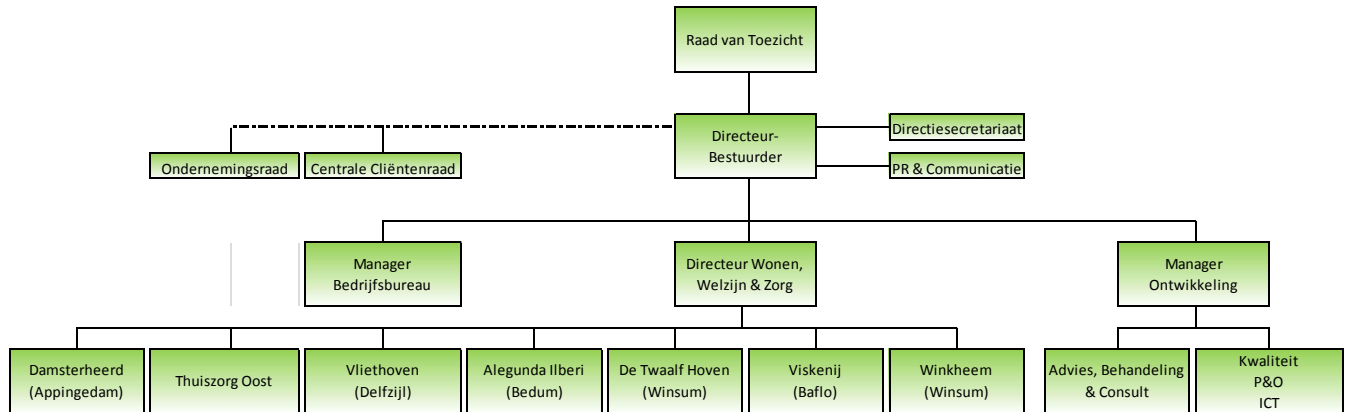 Raad van Toezicht
Directeur-
Bestuurder
Directiesecretariaat
Ondernemingsraad
Centrale Cliëntenraad
PR & Communicatie
Manager
Bedrijfsbureau
Directeur Wonen,
Welzijn & Zorg
Manager
Ontwikkeling
Damsterheerd
(Appingedam)
Thuiszorg Oost
Vliethoven
(Delfzijl)
Alegunda Ilberi
(Bedum)
De Twaalf Hoven
(Winsum)
Viskenij
(Baflo)
Winkheem
(Winsum)
Advies, Behandeling
& Consult
Kwaliteit
P&O
ICT